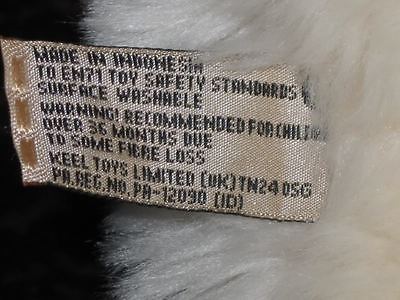 MADE IN INDONESIA
TO EN71 TOY SAFETY STANDARDS
SURFACE WASHABLE
WARNING! RECOMMENDED FOR
OVER 36 MONTHS DUE
TO SOME FIBRE LOSS
KEEL TOYS LIMITED (UK) TN24 0SG
PA.REG.NO. PA-12090 (ID)